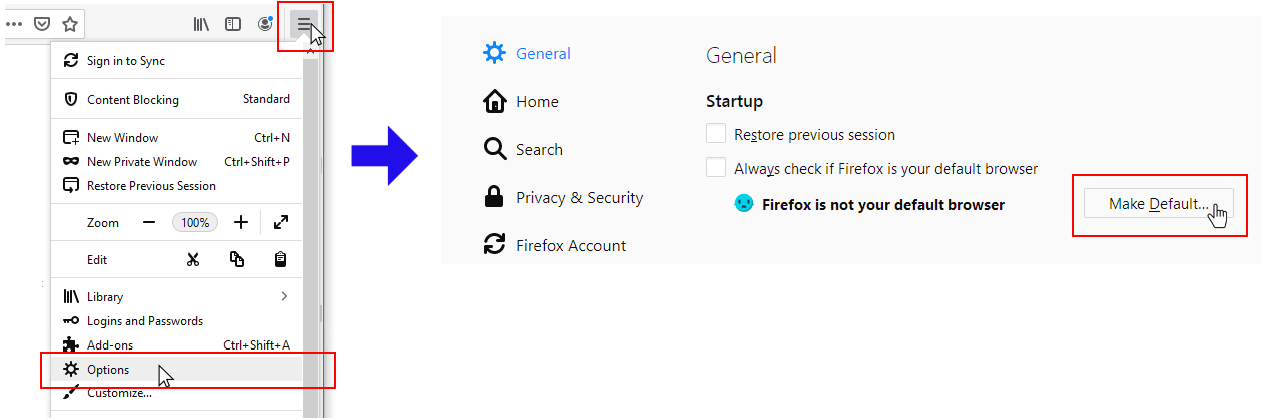 Sign in to Sync
Content Blocking Standard
New Window Ctrl+N
New Private Window Ctrl+Shift+P
Restore Previous Session
Zoom 100%
Edit
Library
Logins and Passwords
Add-ons Ctrl+Shift+A
Options
Customize...
General
Home
Search
Privacy & Security
Firefox Account
General
Startup
Restore previous session
Always check if Firefox is your default browser
Firefox is not your default browser
Make Default...